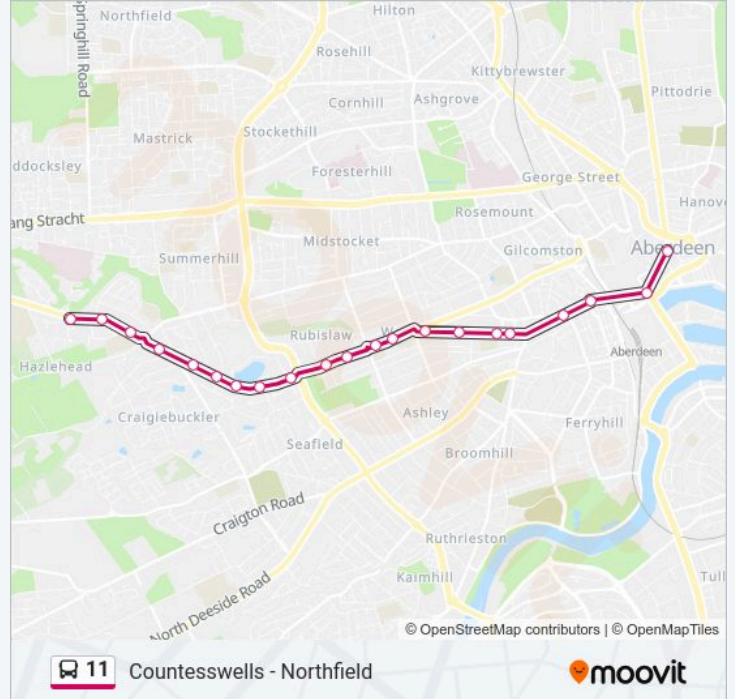 Northfield
Hilton
Springhill Road
Rosehill
Kittybrewster
Cornhill
Ashgrove
Pittodrie
Mastrick
Stockethill
ddocksley
Foresterhill
George Street
ang Stracht
Rosemount
Hanov
Midstocket
Gilcomston
Aberdeen
Summerhill
Rubislaw
W
Aberdeen
Hazlehead
Craigiebuckler
Ashley
Ferryhill
Seafield
Broomhill
Craigton Road
Ruthrieston
Kaimhill
Tull
North Deeside Road
© OpenStreetMap contributors | © OpenMapTiles
11 Countesswells - Northfield
moovit